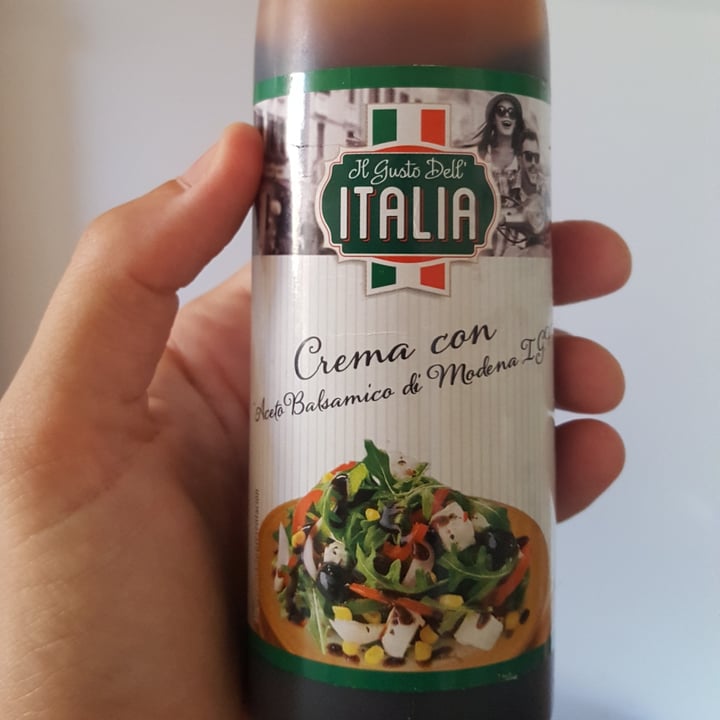 Il Gusto Dell'
ITALIA
Crema con
Aceto Balsamico di Modena